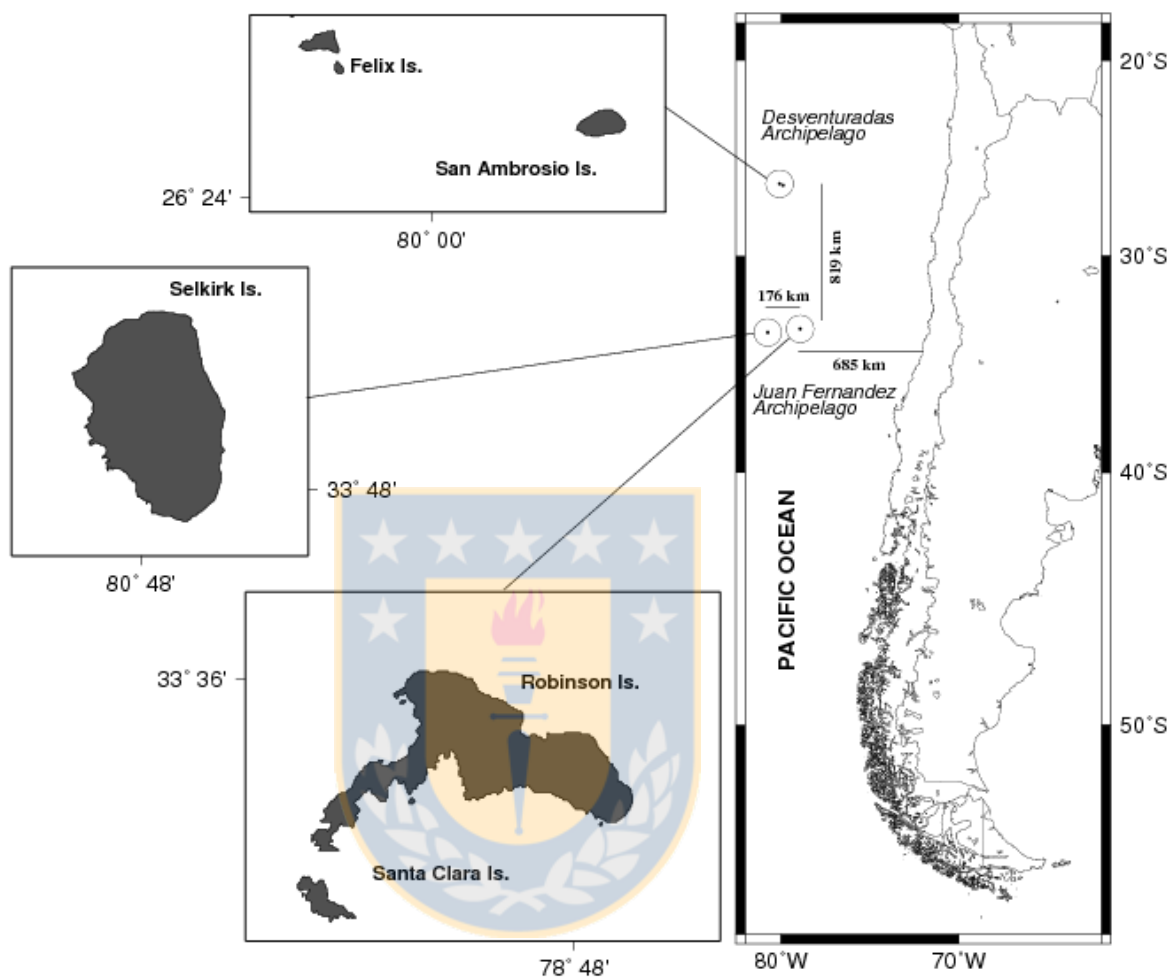 Felix Is.
San Ambrosio Is.
26° 24'
80° 00'
Selkirk Is.
33° 48'
80° 48'
Robinson Is.
33° 36'
Santa Clara Is.
78° 48'
20°S
Desventuradas
Archipelago
819 km
30°S
176 km
685 km
Juan Fernandez
Archipelago
40°S
PACIFIC OCEAN
50°S
80°W
70°W